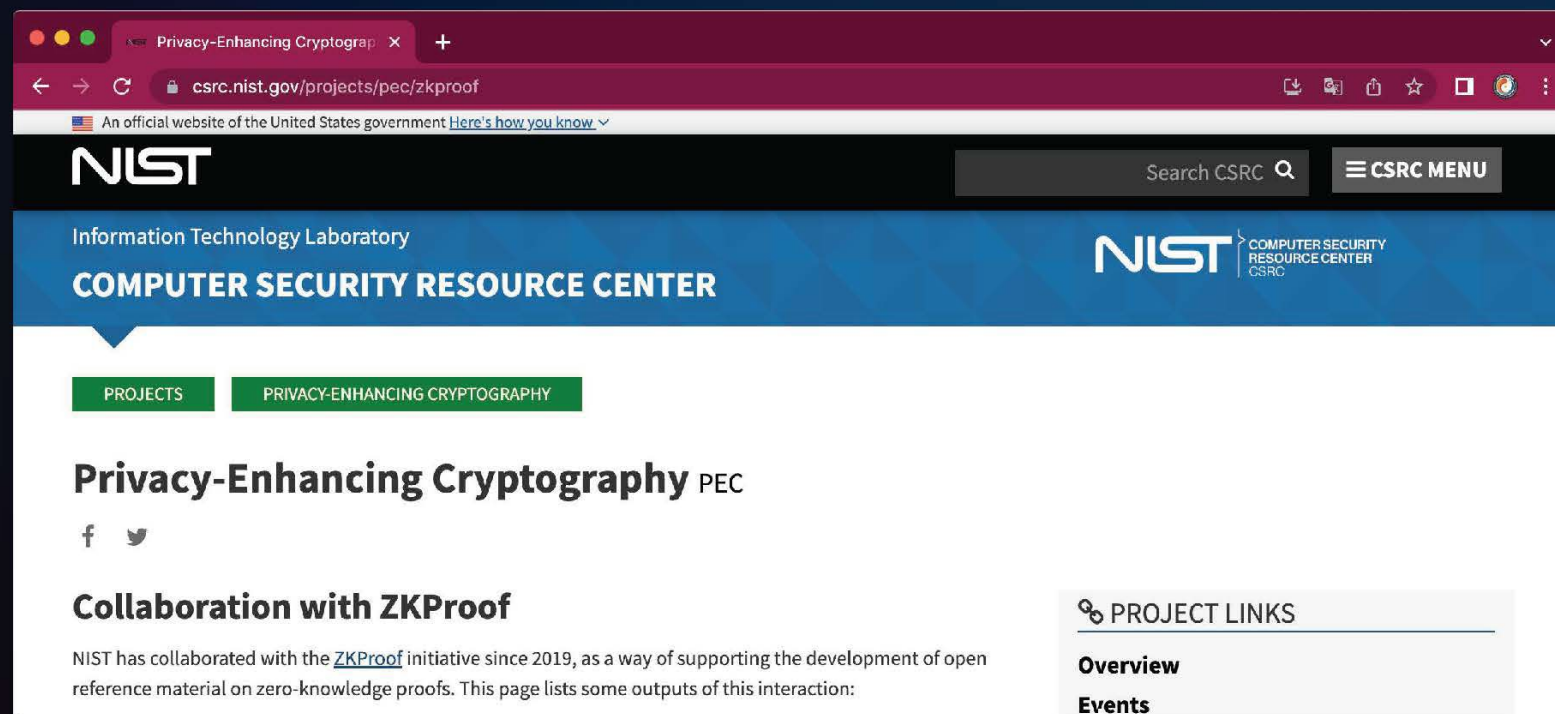 Privacy-Enhancing Cryptograp
csrc.nist.gov/projects/pec/zkproof
An official website of the United States government Here's how you know
NIST
Search CSRC
CSRC MENU
Information Technology Laboratory
COMPUTER SECURITY RESOURCE CENTER
NIST
COMPUTER SECURITY
RESOURCE CENTER
CSRC
PROJECTS
PRIVACY-ENHANCING CRYPTOGRAPHY
Privacy-Enhancing Cryptography PEC
Collaboration with ZKProof
NIST has collaborated with the ZKProof initiative since 2019, as a way of supporting the development of open
reference material on zero-knowledge proofs. This page lists some outputs of this interaction:
PROJECT LINKS
Overview
Events